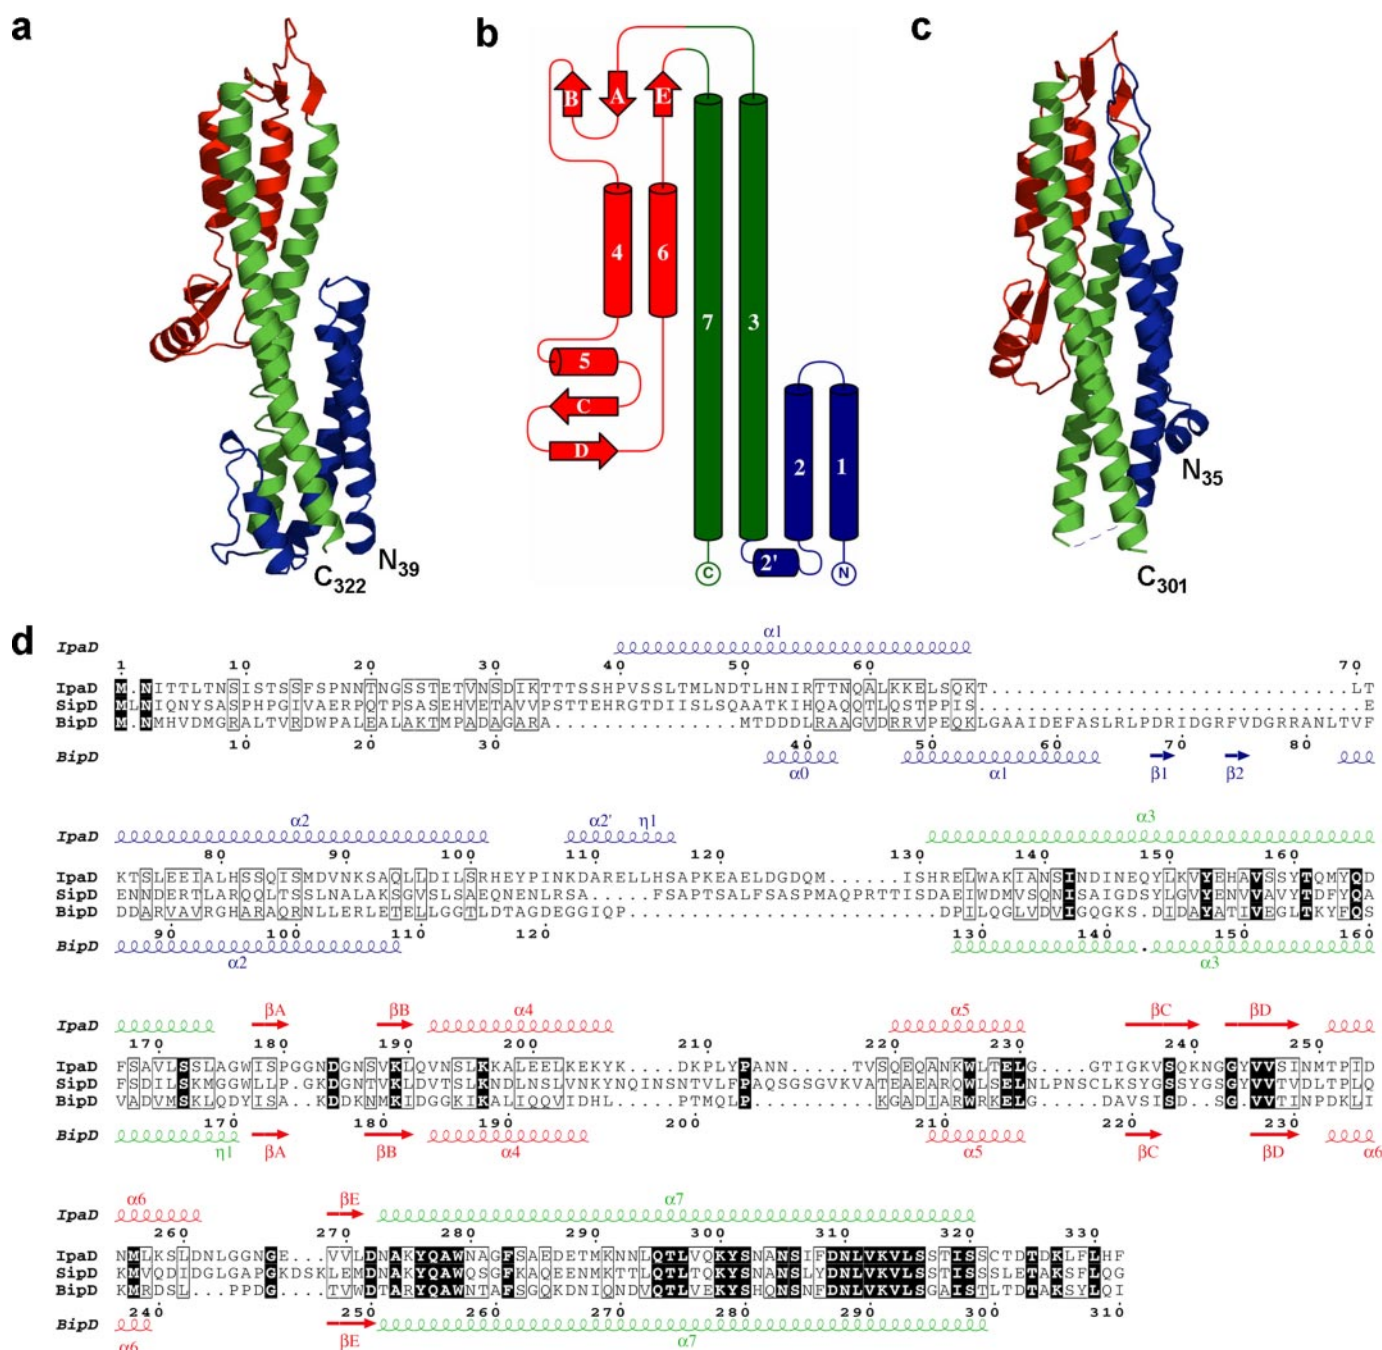 a
b
c
B A E
4 6 7 3
5
C
D
2 1
2'
C N
C322 N39
N35
C301
d
IpaD α1
1 10 20 30 40 50 60 70
IpaD M.NITTLTNSISTSSFSPNNTNGSSTETVNSDIKTTTSSHPVSSLTMLNDTLHNIRTTNQALKKELSQKT.............................LT
SipD MLNIQNYSASPHPGIVAERPQTPSASEHVETAVVPSTTEHRGTDIISLSQAATKIHQAQQTLQSTPPIS...............................E
BipD M.NMHVDMGRALTVRDWPALEALAKTMPADAGARA...............MTDDDLRAAGVDRRVPEQKLGAAIDEFASLRLPDRIDGRFVDGRRANLTVF
10 20 30 40 50 60 70 80
BipD α0 α1 β1 β2
IpaD α2 α2' η1 α3
80 90 100 110 120 130 140 150 160
IpaD KTSLEEIALHSSQISMDVNKSAQLLDILSRHEYPINKDARELLHSAPKEAELDGDQM......ISHRELWAKIANSINDINEQYLKVYEHAVSSYTQMYQD
SipD ENNDERTLARQQLTSSLNALAKSGVSLSAEQNENLRSA.....FSAPTSALFSASPMAQPRTTISDAEIWDMVSQNISAIGDSYLGVYENVVAVYTDFYQA
BipD DDARVAVRGHARAQRNLLERLETELLGGTLDTAGDEGGIQP..........................DPILQGLVDVIGQGKS.DIDAYATIVEGLTKYFQS
90 100 110 120 130 140 150 160
BipD α2 α3
IpaD βA βB α4 α5 βC βD
170 180 190 200 210 220 230 240 250
IpaD FSAVLSSLAGWISPGGNDGNSVKLQVNSLKKALEELKEKYK....DKPLYPANN....TVSQEQANKWLTELG....GTIGKVSQKNGGYVVSINMTPID
SipD FSDILSKMGGWLLP.GKDGNTVKLDVTSLKNDLNSLVNKYNQINSNTVLFPAQSGSGVKVATEAEARQWLSELNLPNSCLKSYGSSYGSGYVVTVDLTPLQ
BipD VADVMSKLQDYISA.KDDKNMKIDGGKIKALIQQVIDHL....PTMQLP........KGADIARWRKELG.....DAVSISD..SG.VVTINPDKLI
170 180 190 200 210 220 230
BipD η1 βA βB α4 α5 βC βD α6
IpaD α6 βE α7
260 270 280 290 300 310 320 330
IpaD NMLKSLDNLGGNGE...VVLDNAKYQAWNAGFSAEDETMKNNLQTLVQKYSNANSIFDNLVKVLSSTISSCTDTDKLFLHF
SipD KMVQDIDGLGAPGKDSKLEMDNAKYQAWQSGFKAQEENMKTTLQTLTQKYSNANSLYDNLVKVLSSTISSSLETAKSFLQG
BipD KMRDSL...PPDG....TVWDTARYQAWNTAFSGQKDNIQNDVQTLVEKYSHQNSNFDNLVKVLSGAISTLTDTAKSYLQI
240 250 260 270 280 290 300 310
BipD α6 βE α7